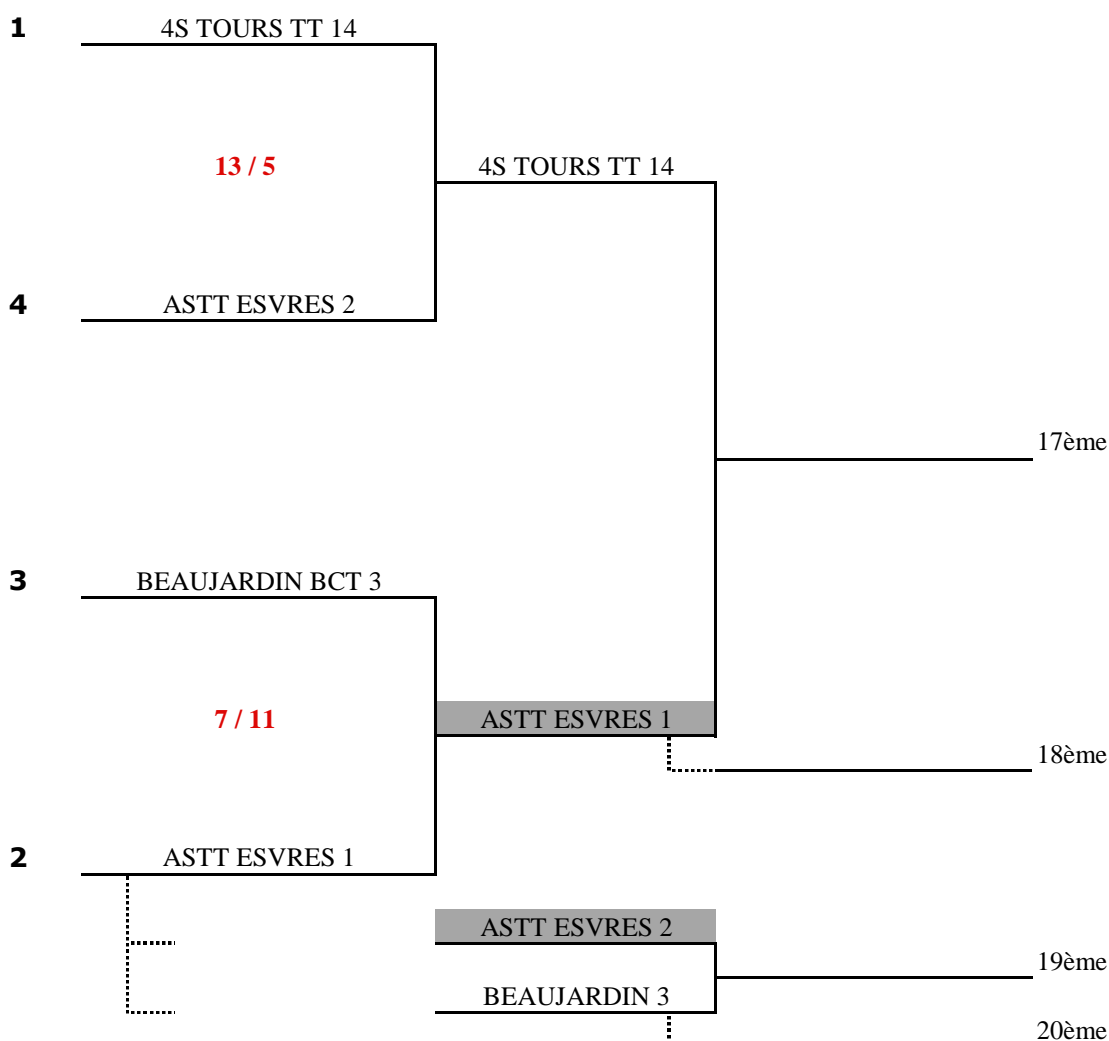 1 4S TOURS TT 14
13 / 5 4S TOURS TT 14
4 ASTT ESVRES 2
17ème
3 BEAUJARDIN BCT 3
7 / 11 ASTT ESVRES 1
18ème
2 ASTT ESVRES 1
ASTT ESVRES 2
19ème
BEAUJARDIN 3
20ème